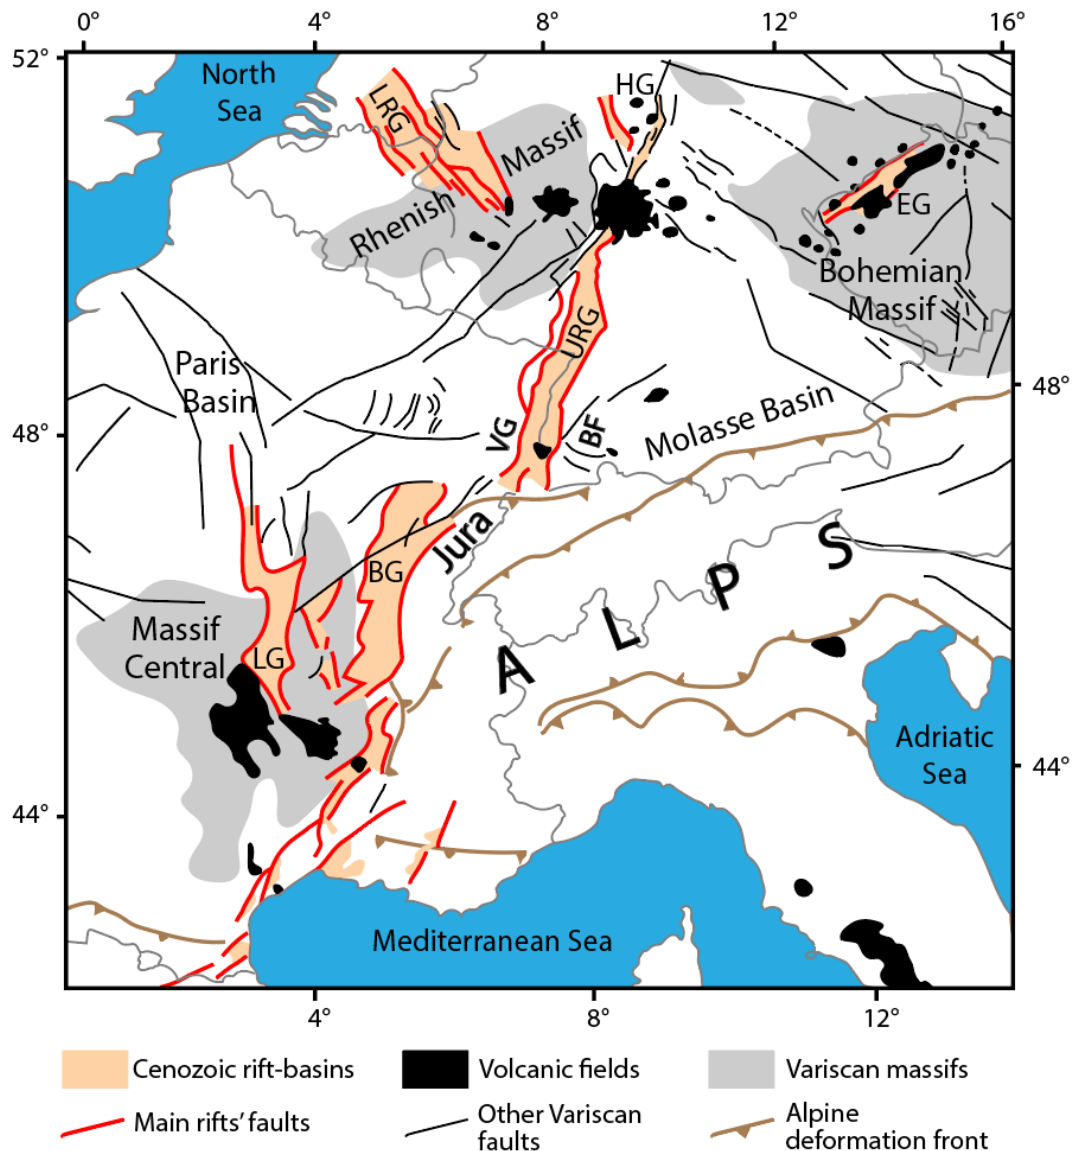 0° 4° 8° 12° 16°
52°
North
Sea
LRG
HG
Rhenish Massif
EG
Bohemian
Massif
URG
Paris
Basin
48°
48°
VG
BF
Molasse Basin
Jura
BG
ALPS
Massif
Central
LG
Adriatic
Sea
44°
44°
Mediterranean Sea
4° 8° 12°
Cenozoic rift-basins
Volcanic fields
Variscan massifs
Main rifts' faults
Other Variscan
faults
Alpine
deformation front